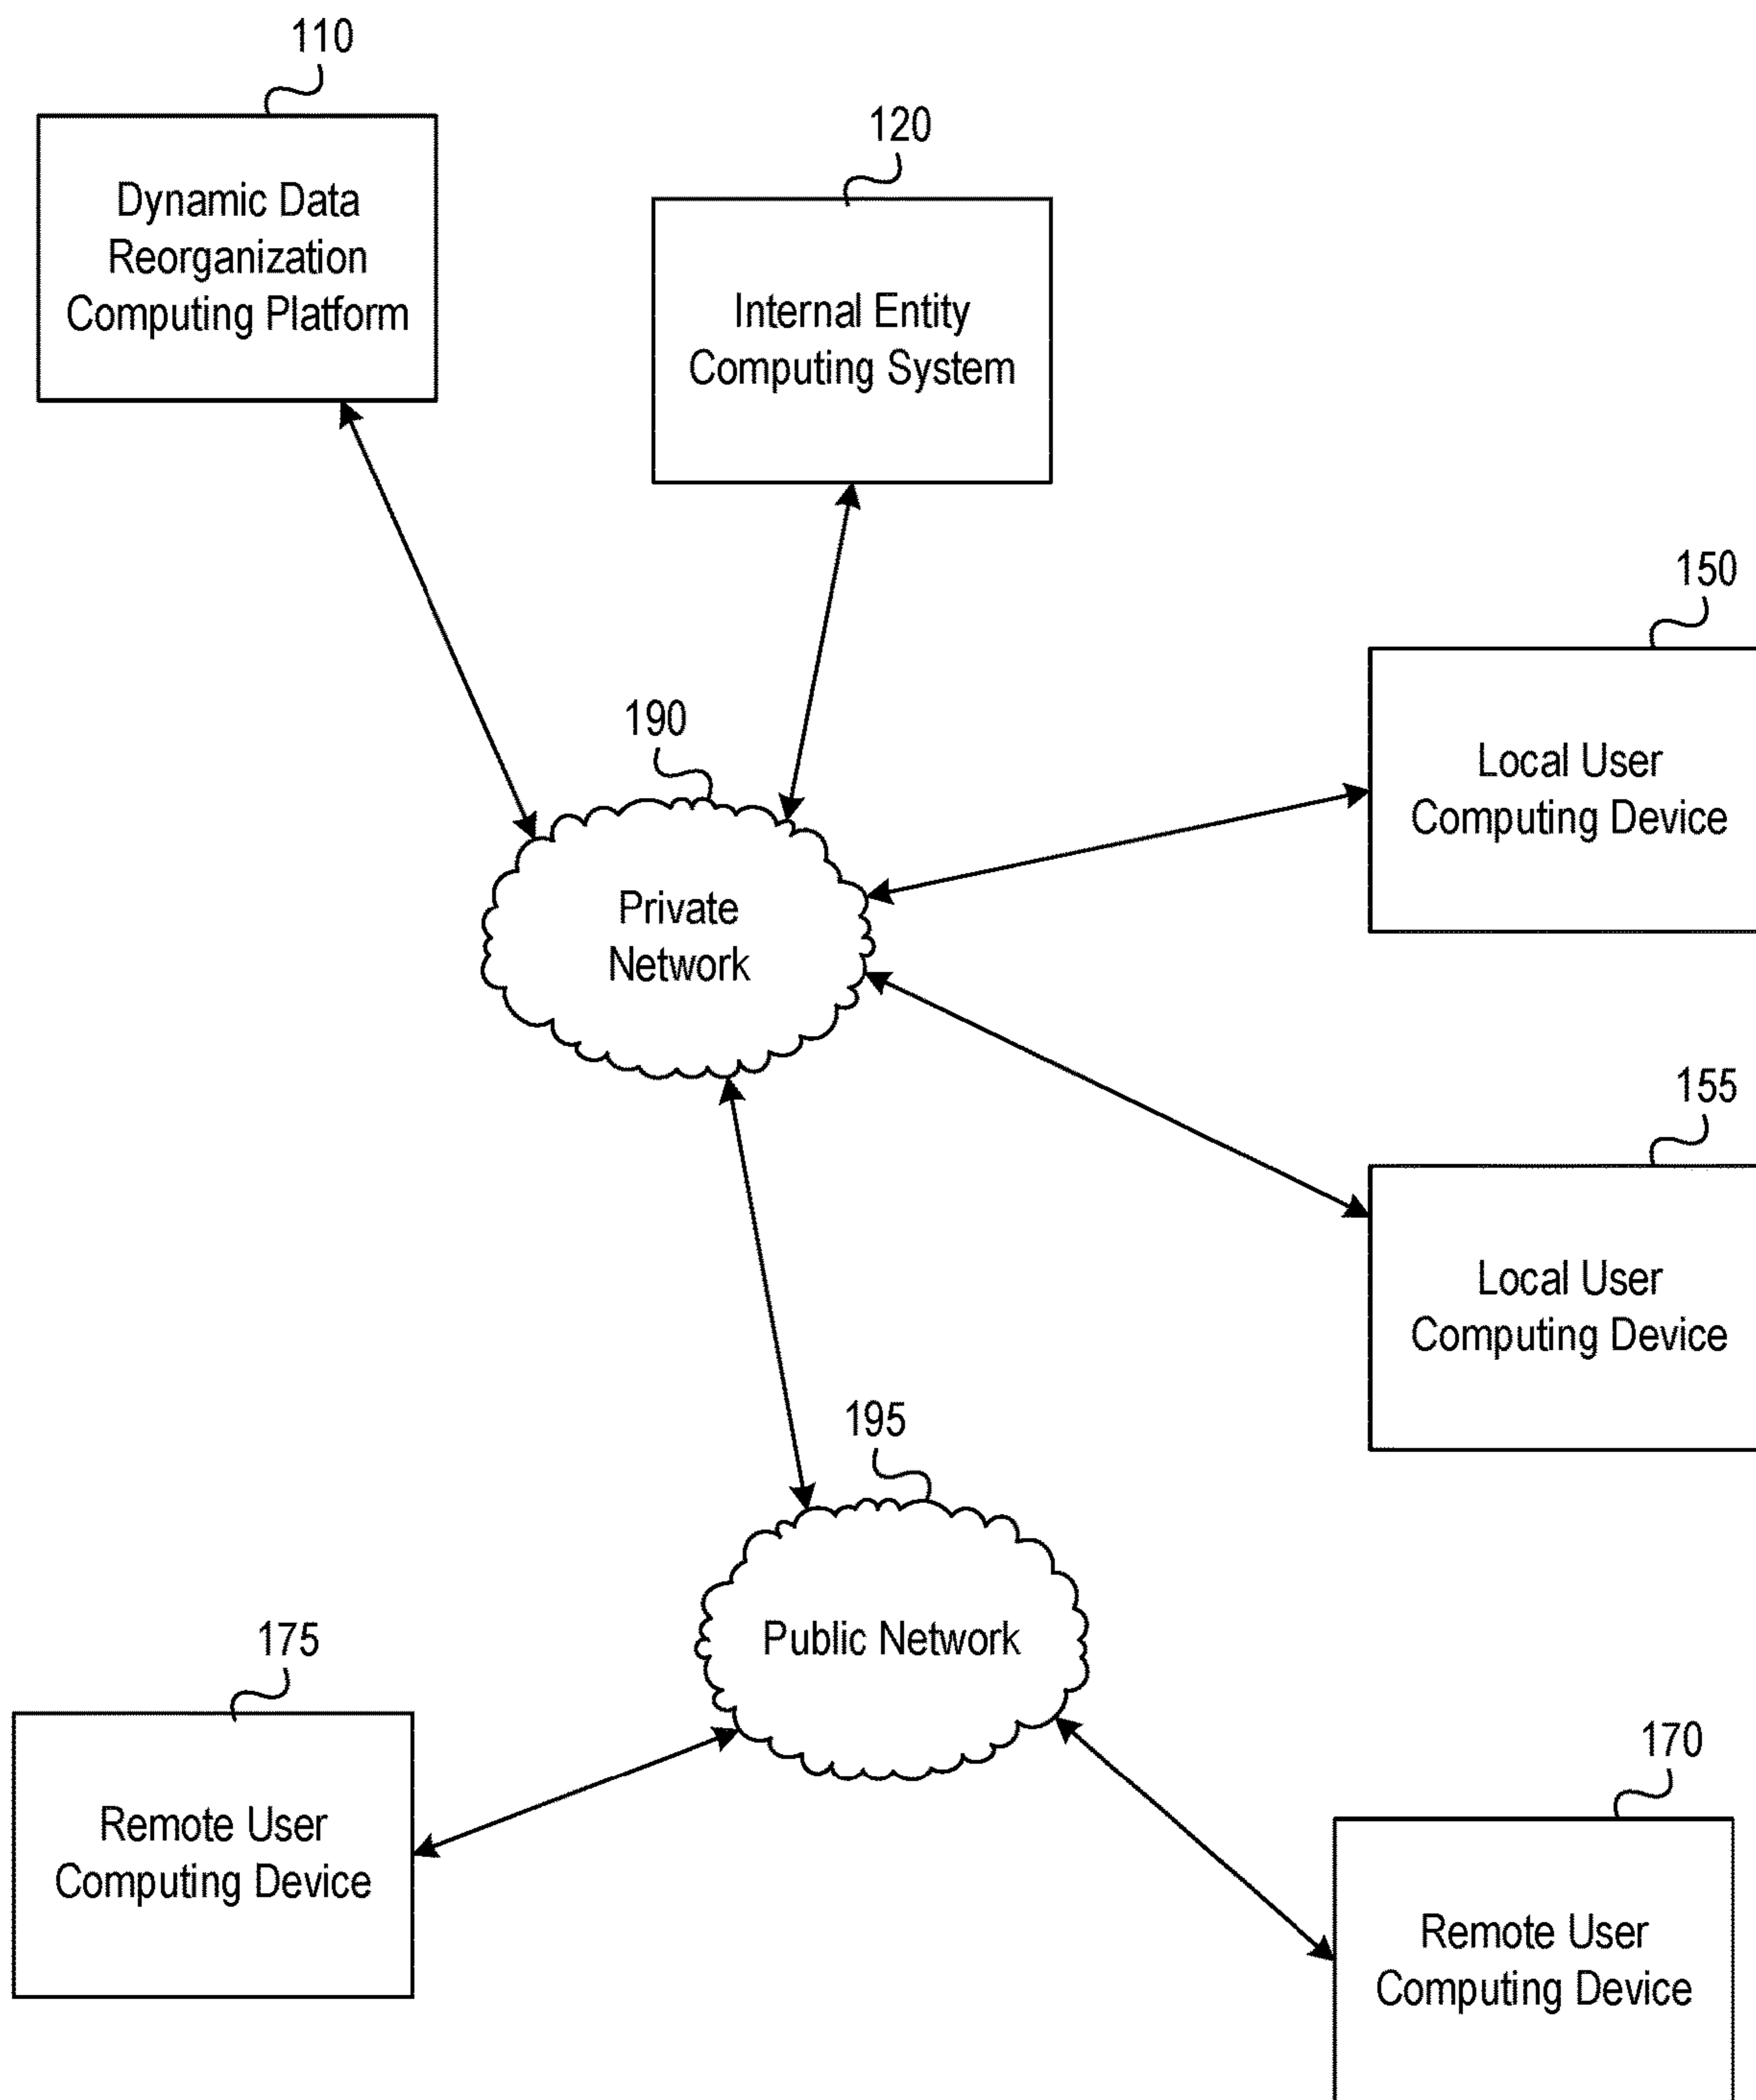 110
Dynamic Data
Reorganization
Computing Platform
120
Internal Entity
Computing System
150
Local User
Computing Device
190
Private
Network
155
Local User
Computing Device
195
Public Network
175
Remote User
Computing Device
170
Remote User
Computing Device